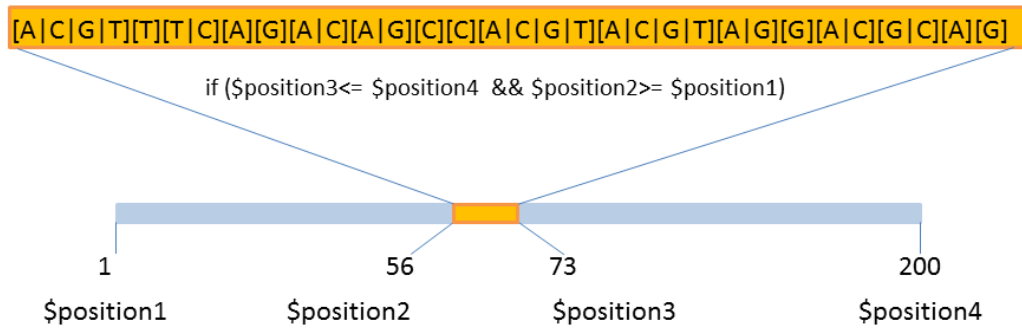 [A|C|G|T][T][T|C][A][G][A|C][A|G][C][C][A|C|G|T][A|C|G|T][A|G][G][A|C][G|C][A][G]
if ($position3<= $position4 && $position2>= $position1)
1 56 73 200
$position1 $position2 $position3 $position4